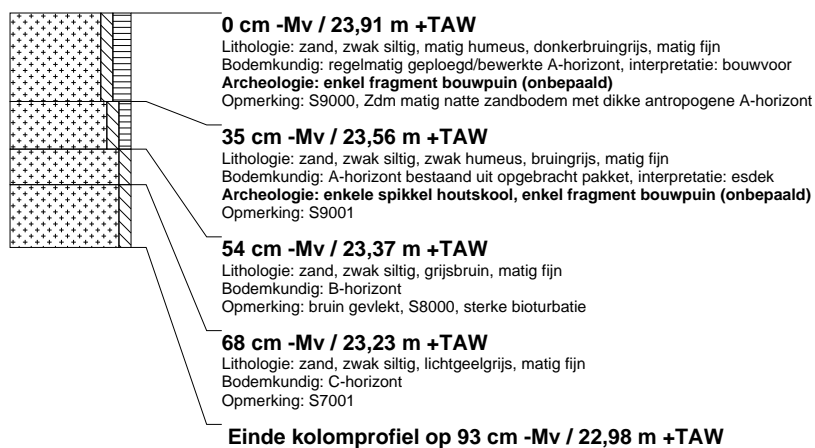 0 cm -Mv / 23,91 m +TAW
Lithologie: zand, zwak siltig, matig humeus, donkerbruingrijs, matig fijn
Bodemkundig: regelmatig geploegd/bewerkte A-horizont, interpretatie: bouwvoor
Archeologie: enkel fragment bouwpuin (onbepaald)
Opmerking: S9000, Zdm matig natte zandbodem met dikke antropogene A-horizont
35 cm -Mv / 23,56 m +TAW
Lithologie: zand, zwak siltig, zwak humeus, bruingrijs, matig fijn
Bodemkundig: A-horizont bestaand uit opgebracht pakket, interpretatie: esdek
Archeologie: enkele spikkel houtskool, enkel fragment bouwpuin (onbepaald)
Opmerking: S9001
54 cm -Mv / 23,37 m +TAW
Lithologie: zand, zwak siltig, grijsbruin, matig fijn
Bodemkundig: B-horizont
Opmerking: bruin gevlekt, S8000, sterke bioturbatie
68 cm -Mv / 23,23 m +TAW
Lithologie: zand, zwak siltig, lichtgeelgrijs, matig fijn
Bodemkundig: C-horizont
Opmerking: S7001
Einde kolomprofiel op 93 cm -Mv / 22,98 m +TAW